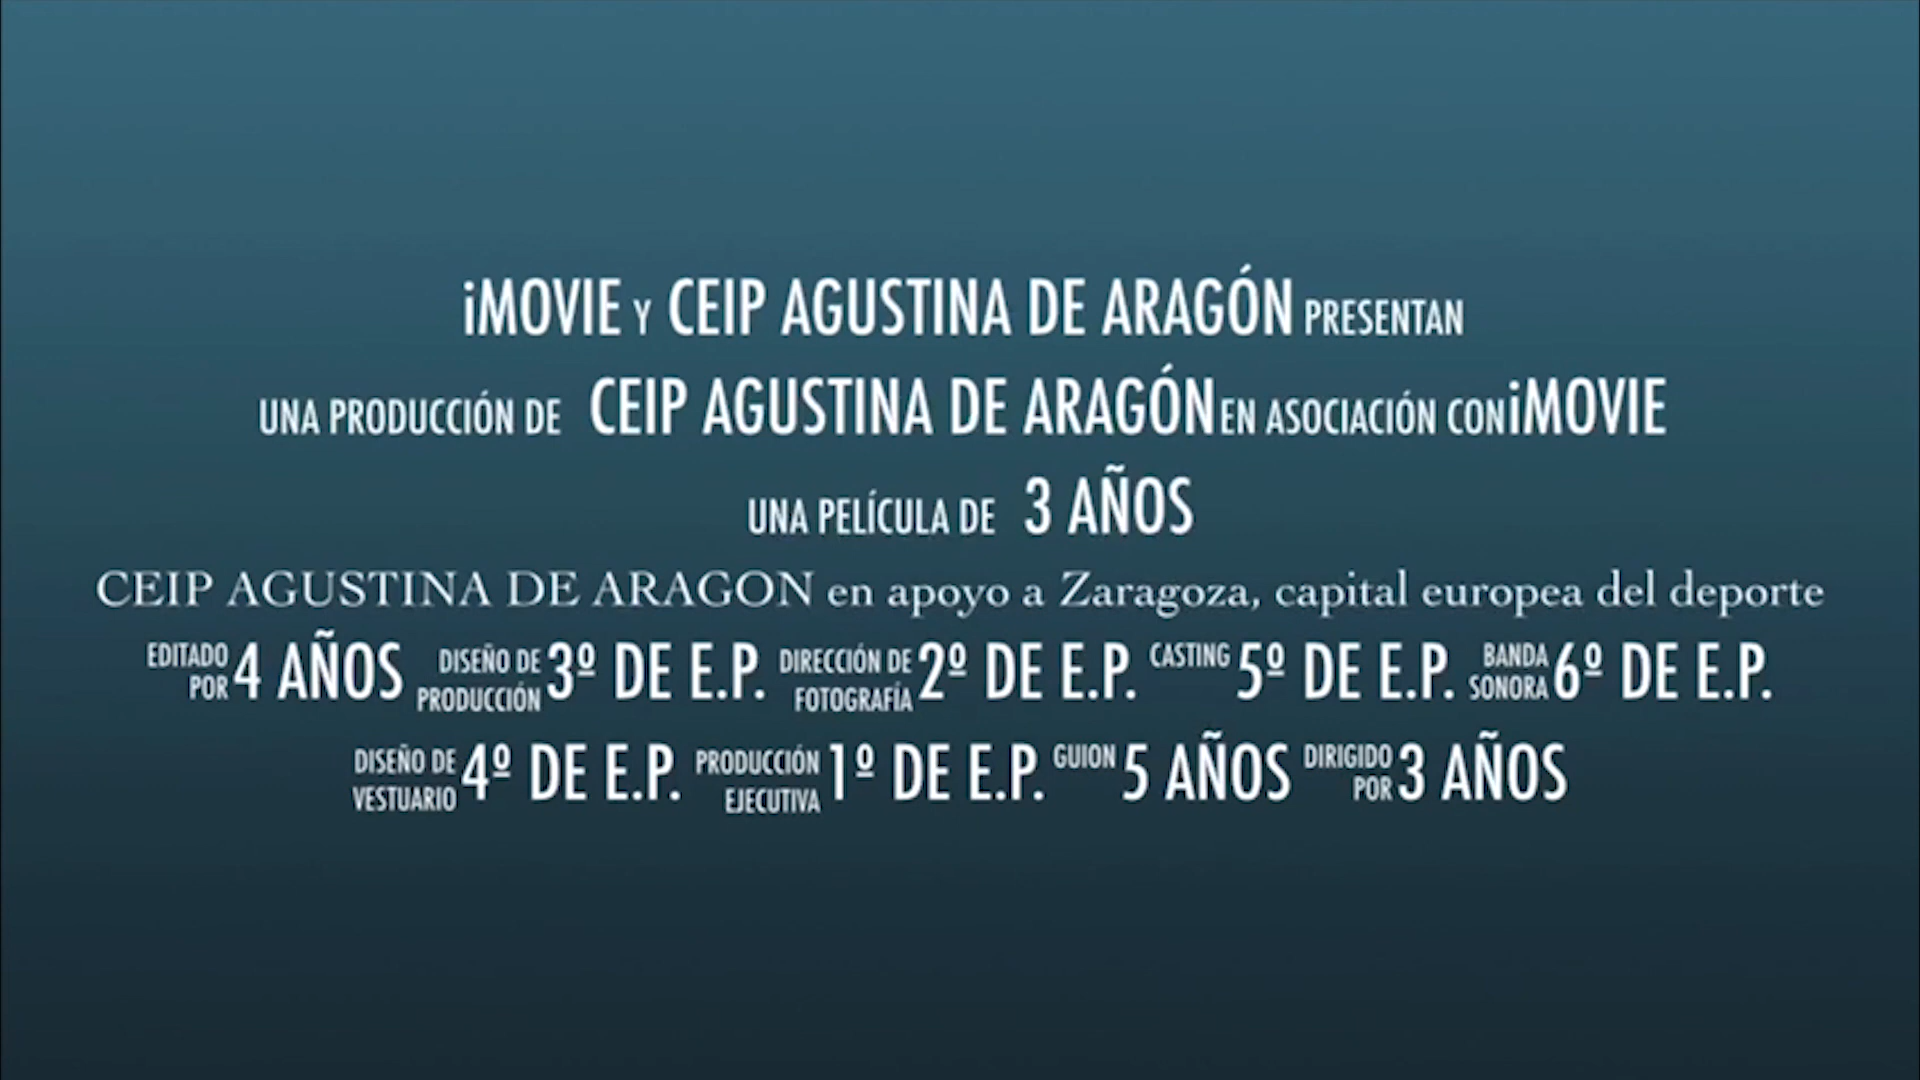 iMOVIE Y CEIP AGUSTINA DE ARAGÓN PRESENTAN
UNA PRODUCCIÓN DE CEIP AGUSTINA DE ARAGÓN EN ASOCIACIÓN CON iMOVIE
UNA PELÍCULA DE 3 AÑOS
CEIP AGUSTINA DE ARAGON en apoyo a Zaragoza, capital europea del deporte
EDITADO POR 4 AÑOS DISEÑO DE PRODUCCIÓN 3º DE E.P. DIRECCIÓN DE FOTOGRAFÍA 2º DE E.P. CASTING 5º DE E.P. BANDA SONORA 6º DE E.P.
DISEÑO DE VESTUARIO 4º DE E.P. PRODUCCIÓN EJECUTIVA 1º DE E.P. GUION 5 AÑOS DIRIGIDO POR 3 AÑOS